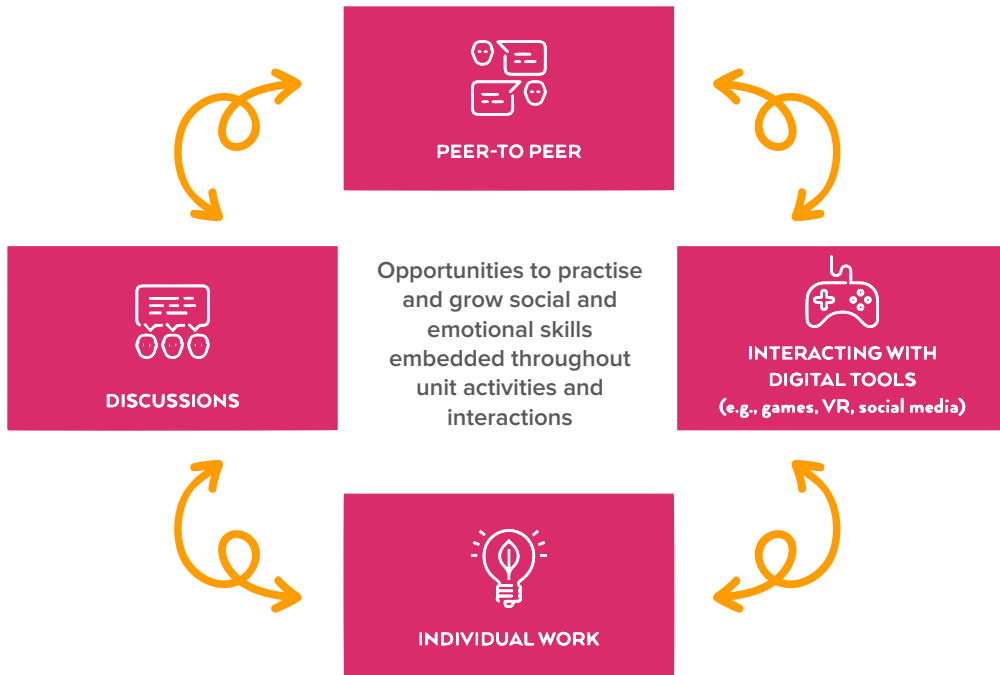 PEER-TO PEER
Opportunities to practise
and grow social and
emotional skills
embedded throughout
unit activities and
interactions
DISCUSSIONS
INTERACTING WITH
DIGITAL TOOLS
(e.g., games, VR, social media)
INDIVIDUAL WORK